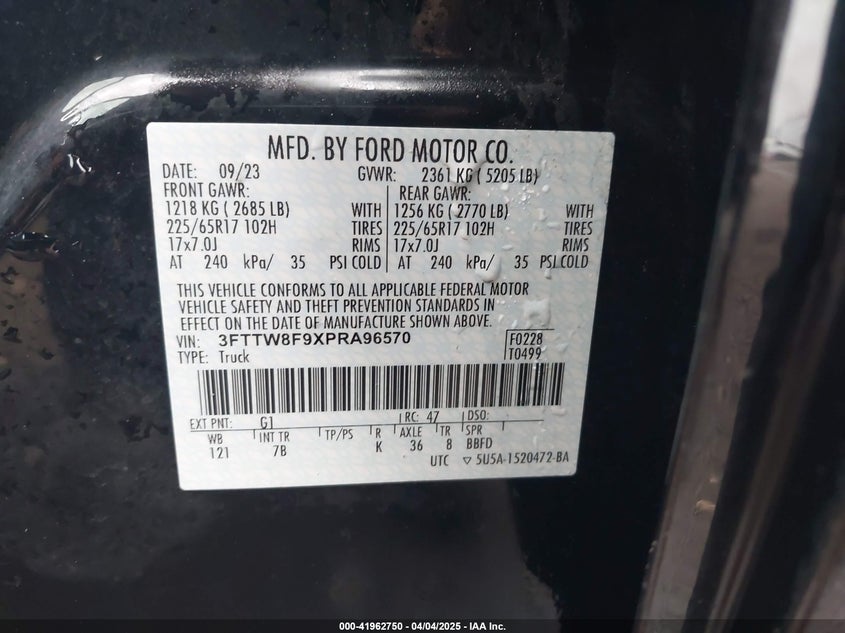 MFD. BY FORD MOTOR CO.
DATE: 09/23 GVWR: 2361 KG ( 5205 LB)
FRONT GAWR: REAR GAWR:
1218 KG ( 2685 LB) WITH 1256 KG ( 2770 LB) WITH
225/65R17 102H TIRES 225/65R17 102H TIRES
17x7.0J RIMS 17x7.0J RIMS
AT 240 kPa/ 35 PSI COLD AT 240 kPa/ 35 PSI COLD
THIS VEHICLE CONFORMS TO ALL APPLICABLE FEDERAL MOTOR
VEHICLE SAFETY AND THEFT PREVENTION STANDARDS IN
EFFECT ON THE DATE OF MANUFACTURE SHOWN ABOVE.
VIN: 3FTTW8F9XPRA96570 F0228
TYPE: Truck T0499
EXT PNT: G1 RC: 47 DSO:
WB INT TR TP/PS R AXLE TR SPR
121 7B K 36 8 BBFD
UTC ▽ 5U5A-1520472-BA
000-41962750 - 04/04/2025 - IAA Inc.